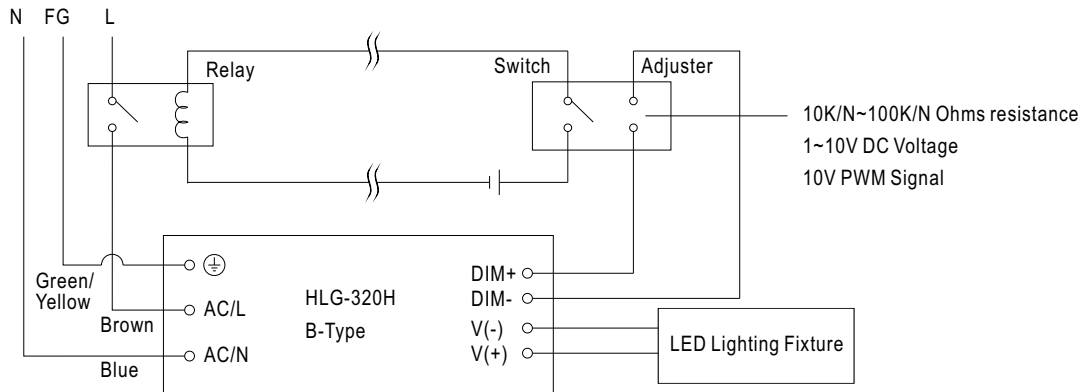 N FG L
Relay
Switch
Adjuster
10K/N~100K/N Ohms resistance
1~10V DC Voltage
10V PWM Signal
Green/
Yellow
Brown
Blue
AC/L
AC/N
HLG-320H
B-Type
DIM+
DIM-
V(-)
V(+)
LED Lighting Fixture